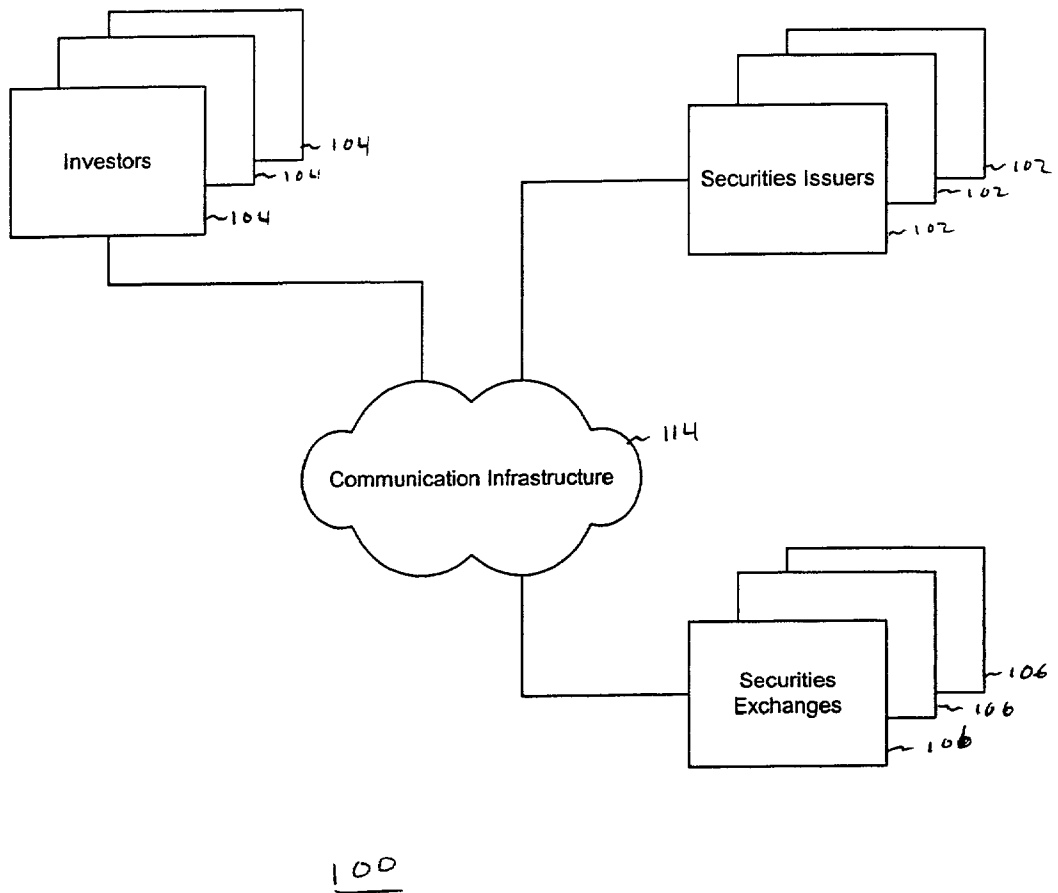 Investors
104
104
104
Securities Issuers
102
102
102
114
Communication Infrastructure
Securities
Exchanges
106
106
106
100